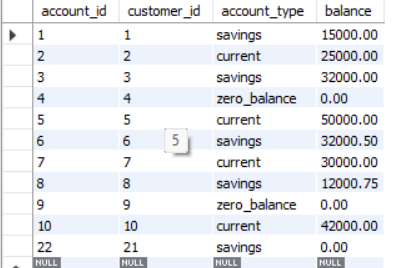 account_id customer_id account_type balance
1 1 savings 15000.00
2 2 current 25000.00
3 3 savings 32000.00
4 4 zero_balance 0.00
5 5 current 50000.00
6 6 5 savings 32000.50
7 7 current 30000.00
8 8 savings 12000.75
9 9 zero_balance 0.00
10 10 current 42000.00
22 21 savings 0.00
NULL NULL NULL NULL